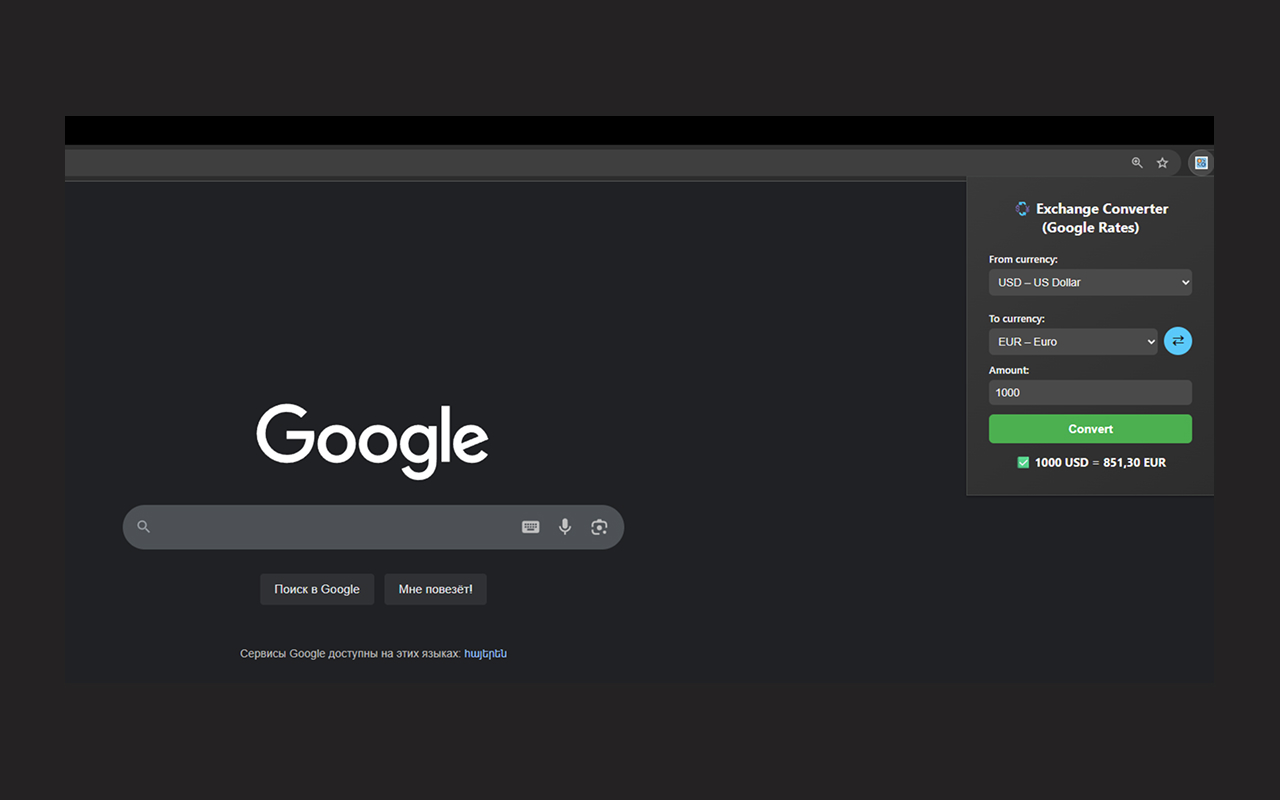 Exchange Converter
(Google Rates)
From currency:
USD – US Dollar
To currency:
EUR – Euro
Amount:
1000
Convert
1000 USD = 851,30 EUR
Google
Поиск в Google
Мне повезёт!
Сервисы Google доступны на этих языках: հայերեն